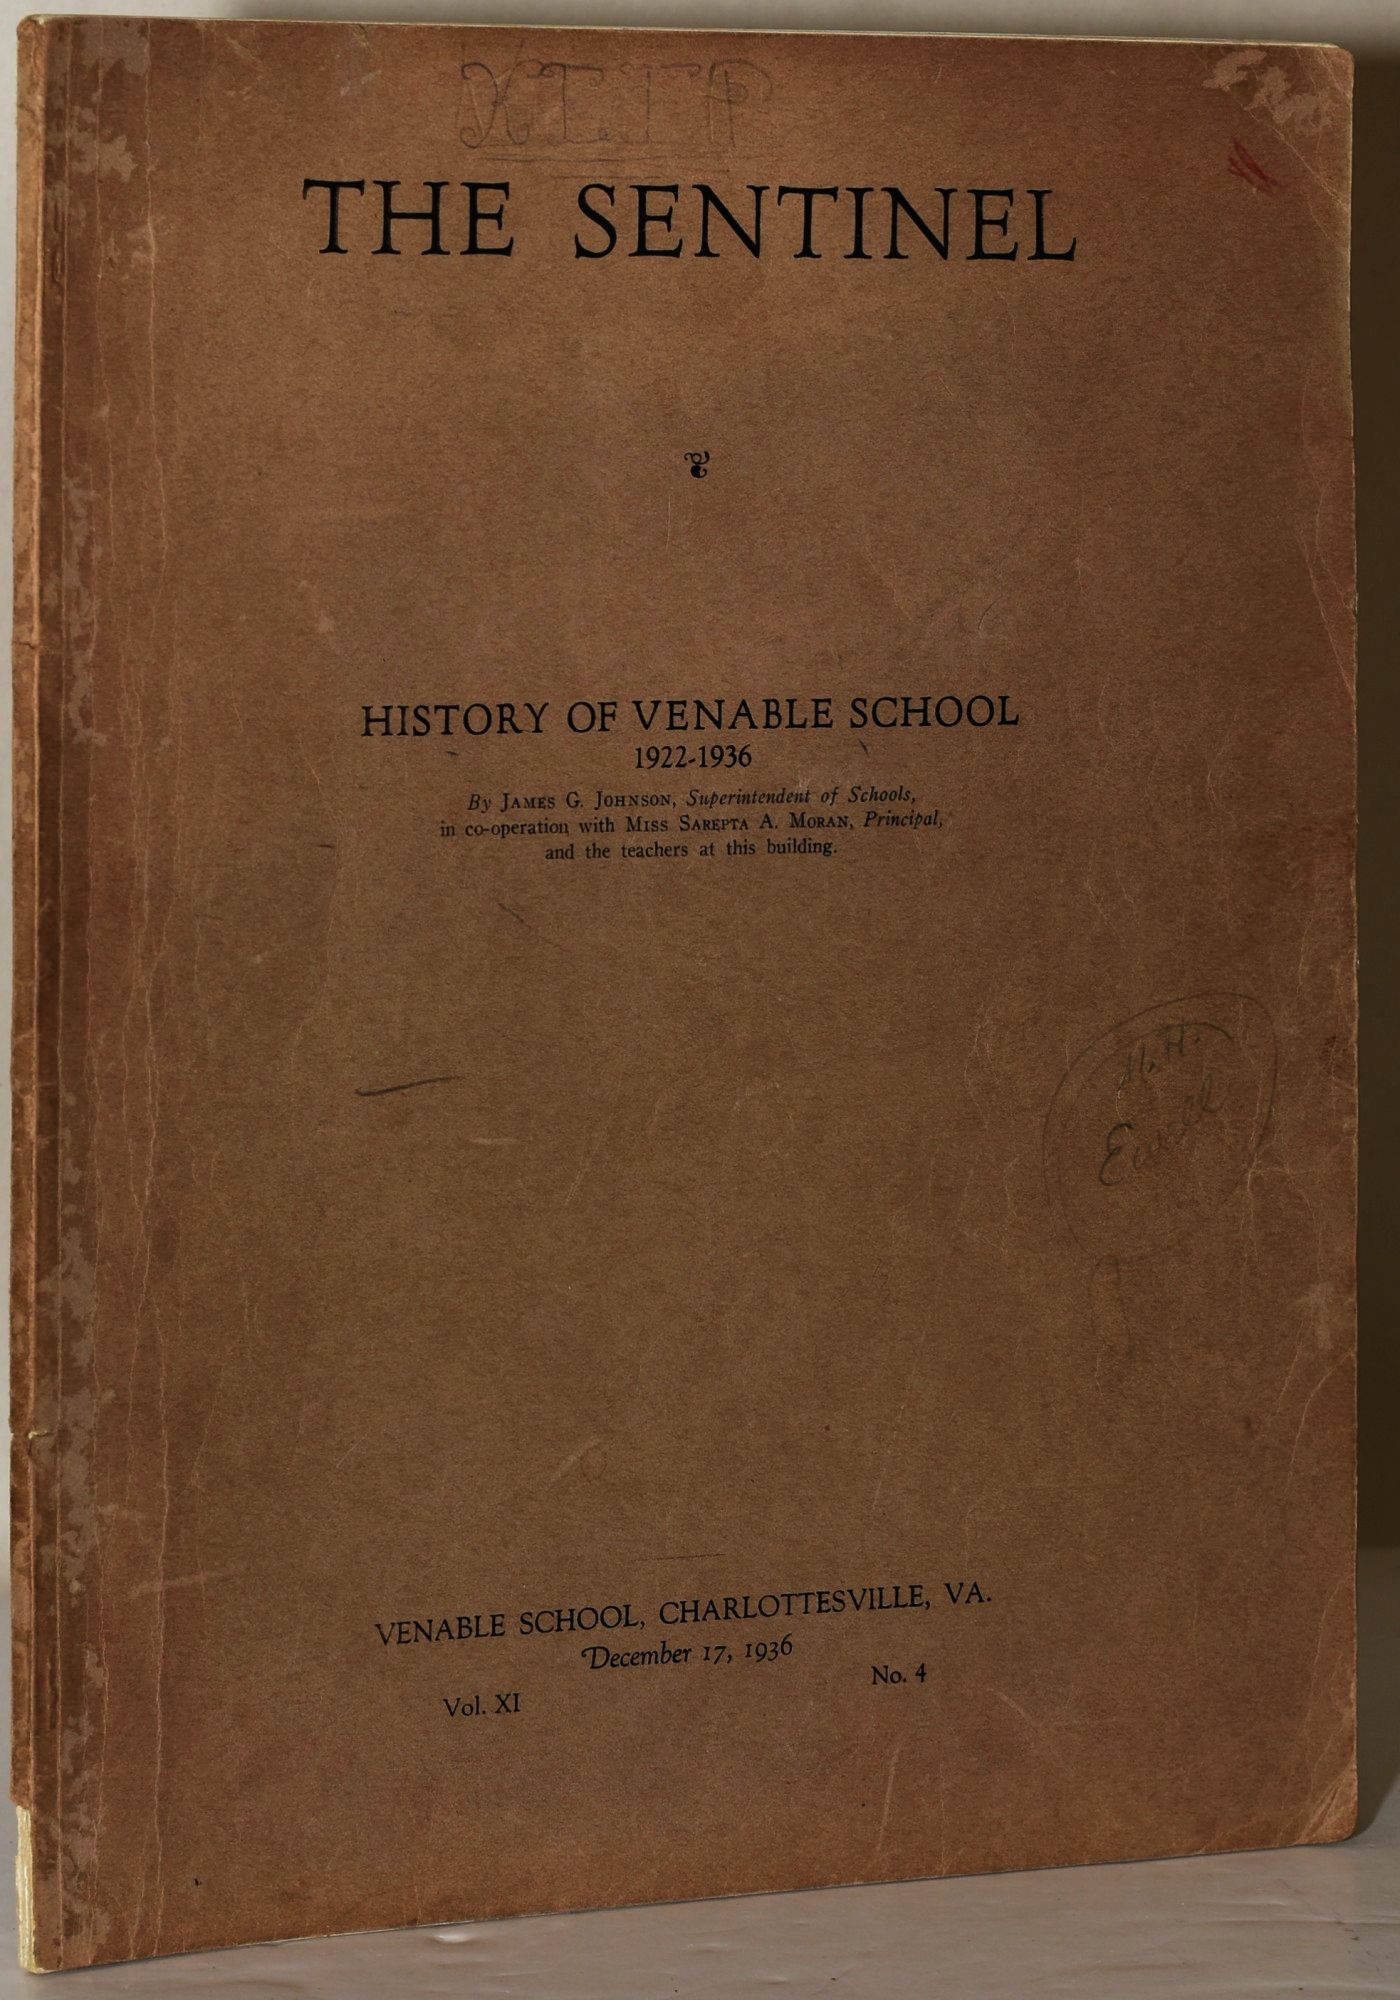 THE SENTINEL
HISTORY OF VENABLE SCHOOL
1922-1936
By JAMES G. JOHNSON, Superintendent of Schools,
in co-operation with MISS SAREPTA A. MORAN, Principal,
and the teachers at this building.
H.
VENABLE SCHOOL, CHARLOTTESVILLE, VA.
December 17, 1936
Vol. XI No. 4